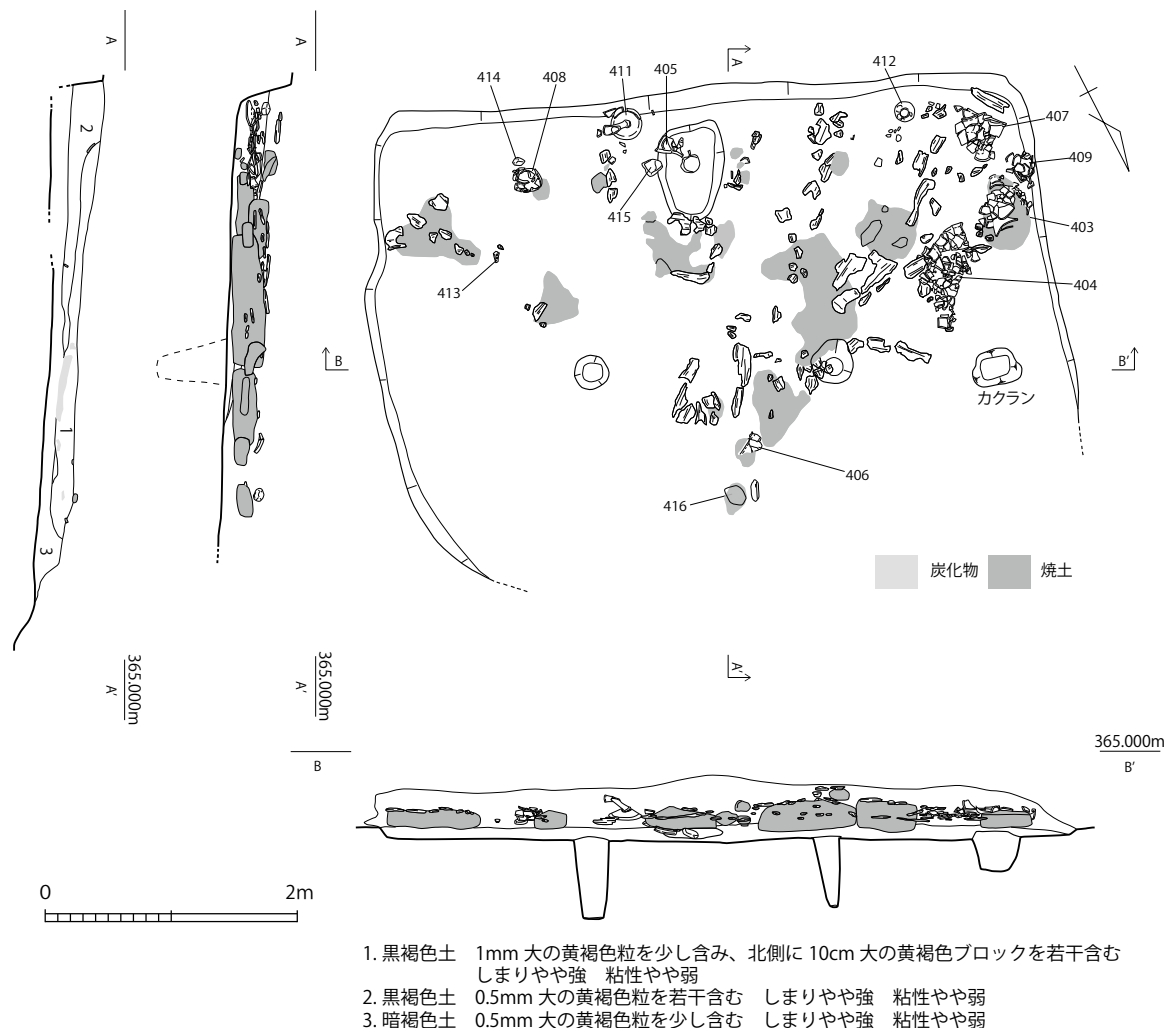 A
A
A
414
408
411
405
412
407
409
403
404
415
413
2
B
B'
カクラン
1
406
416
3
炭化物
焼土
A'
365.000m
A'
365.000m
A'
B
365.000m
B'
0
2m
1. 黒褐色土 1mm 大の黄褐色粒を少し含み、北側に 10cm 大の黄褐色ブロックを若干含む
しまりやや強 粘性やや弱
2. 黒褐色土 0.5mm 大の黄褐色粒を若干含む しまりやや強 粘性やや弱
3. 暗褐色土 0.5mm 大の黄褐色粒を少し含む しまりやや強 粘性やや弱